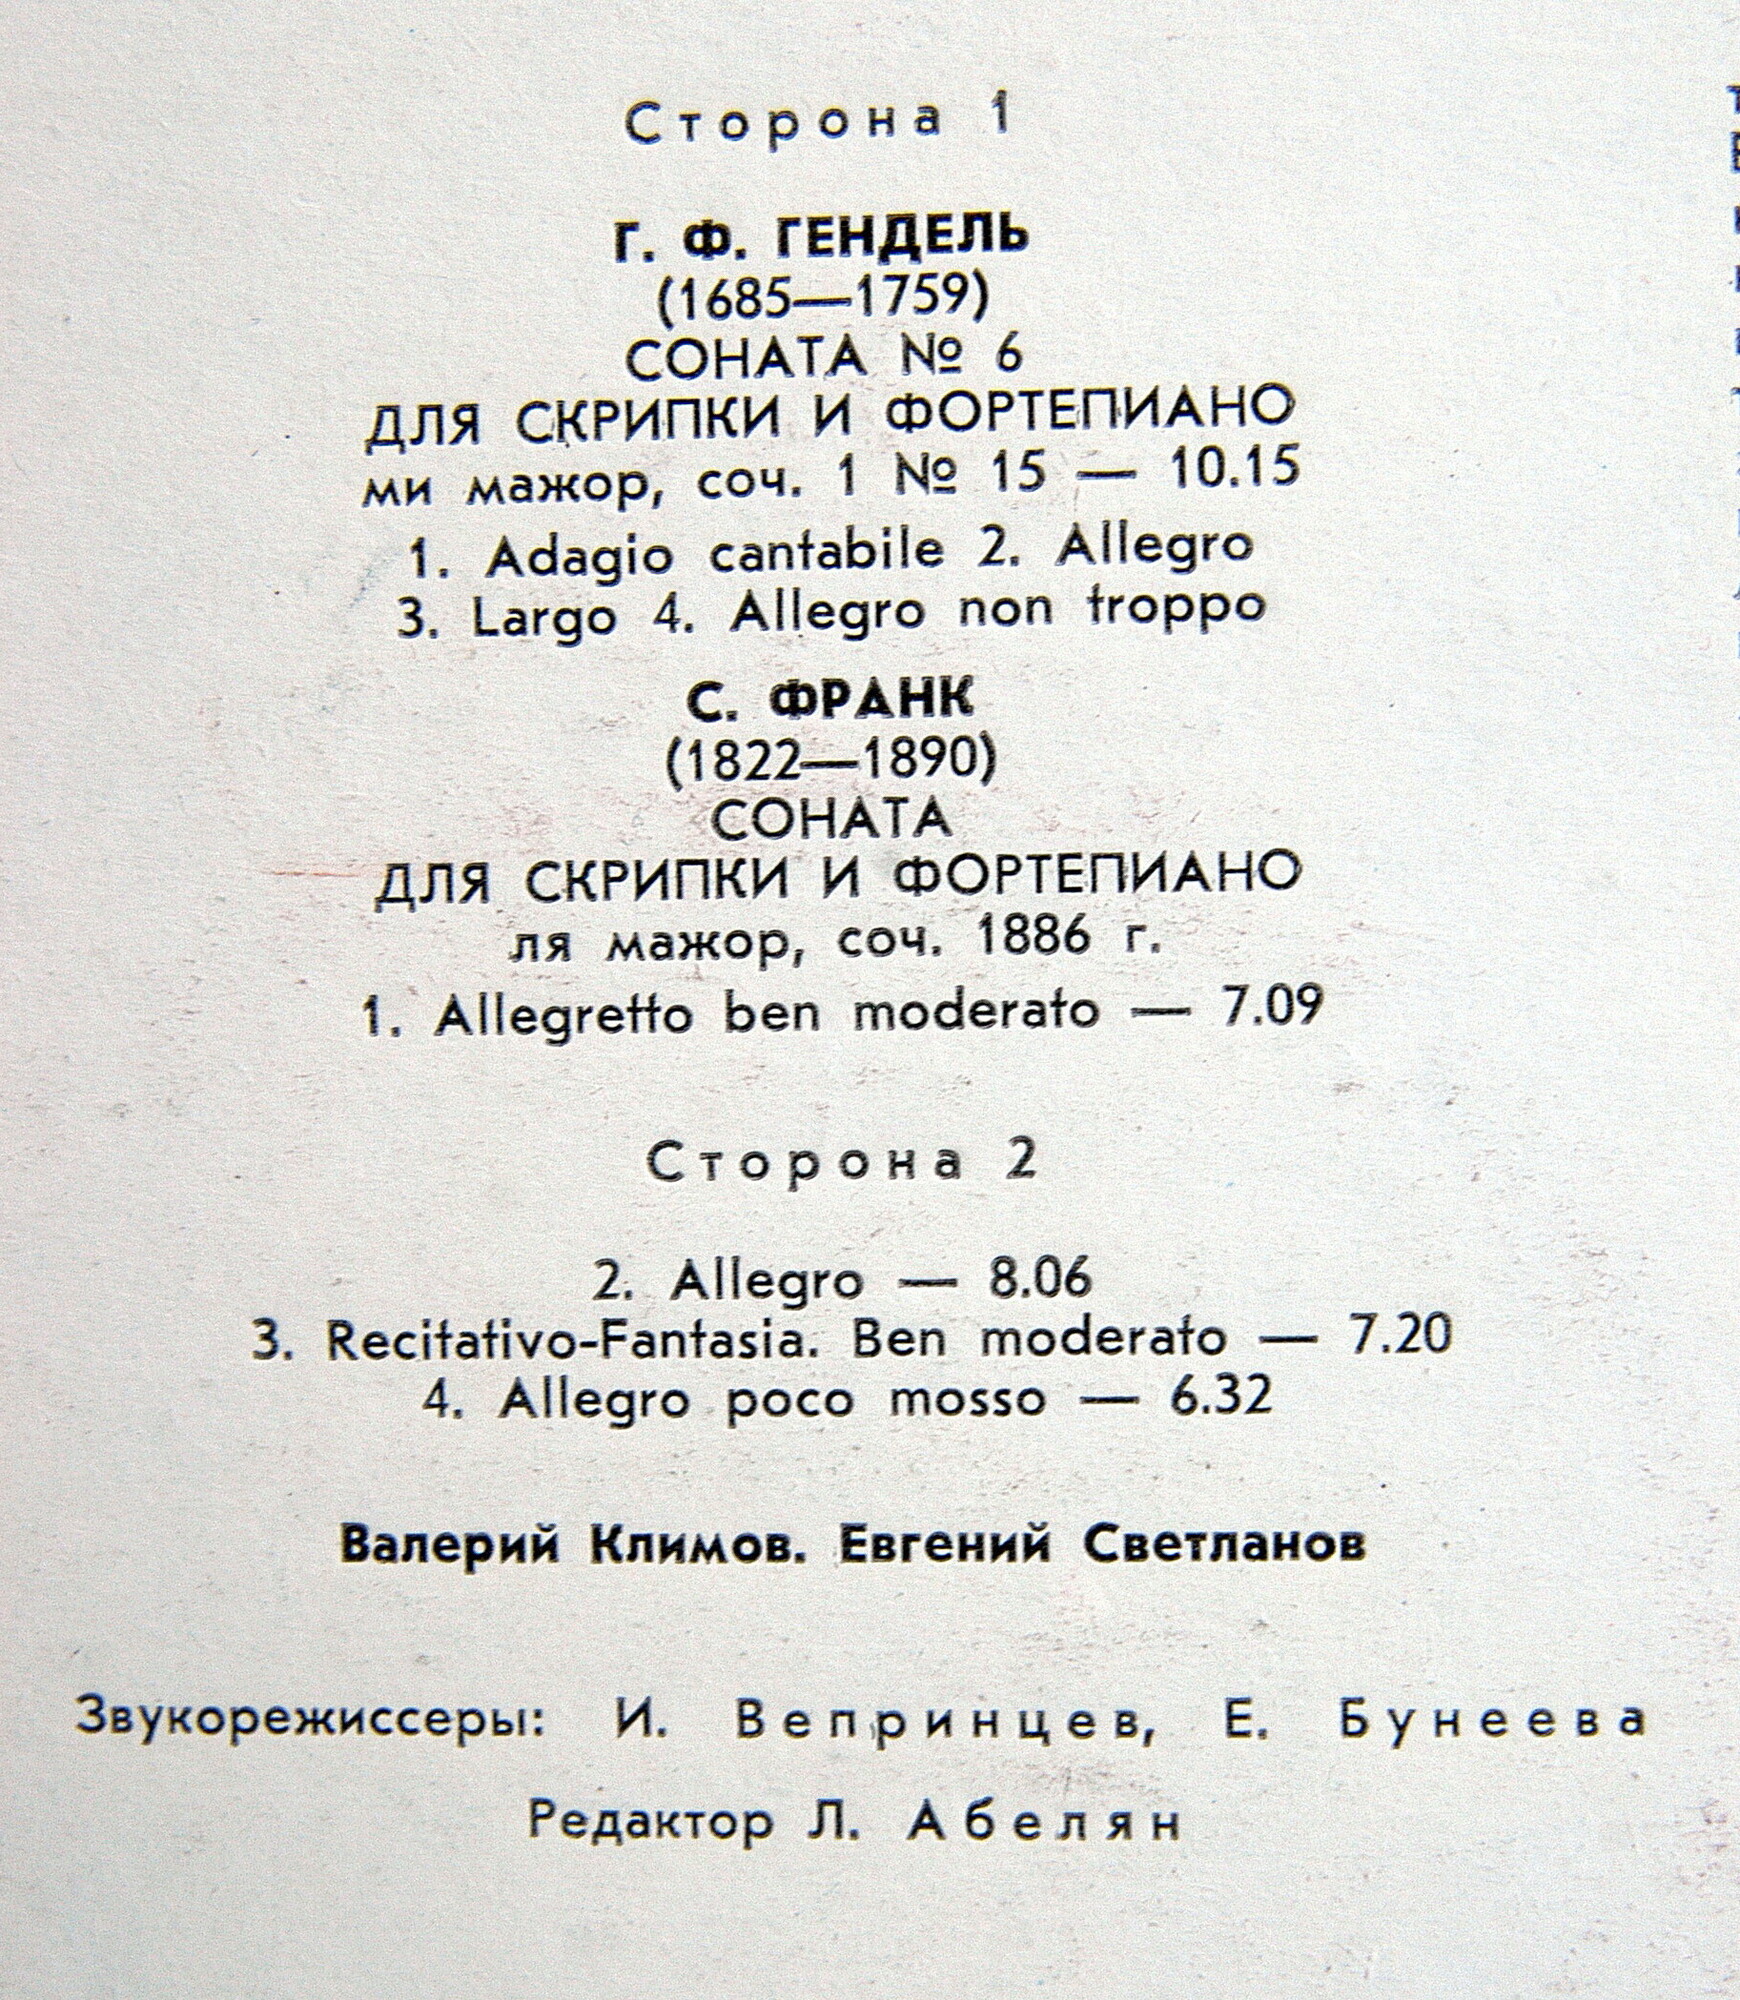 Сторона 1
Г. Ф. ГЕНДЕЛЬ
(1685—1759)
СОНАТА № 6
ДЛЯ СКРИПКИ И ФОРТЕПИАНО
ми мажор, соч. 1 № 15 — 10.15
1. Adagio cantabile 2. Allegro
3. Largo 4. Allegro non troppo
С. ФРАНК
(1822—1890)
СОНАТА
ДЛЯ СКРИПКИ И ФОРТЕПИАНО
ля мажор, соч. 1886 г.
1. Allegretto ben moderato — 7.09
Сторона 2
2. Allegro — 8.06
3. Recitativo-Fantasia. Ben moderato — 7.20
4. Allegro poco mosso — 6.32
Валерий Климов. Евгений Светланов
Звукорежиссеры: И. Вепринцев, Е. Бунеева
Редактор Л. Абелян